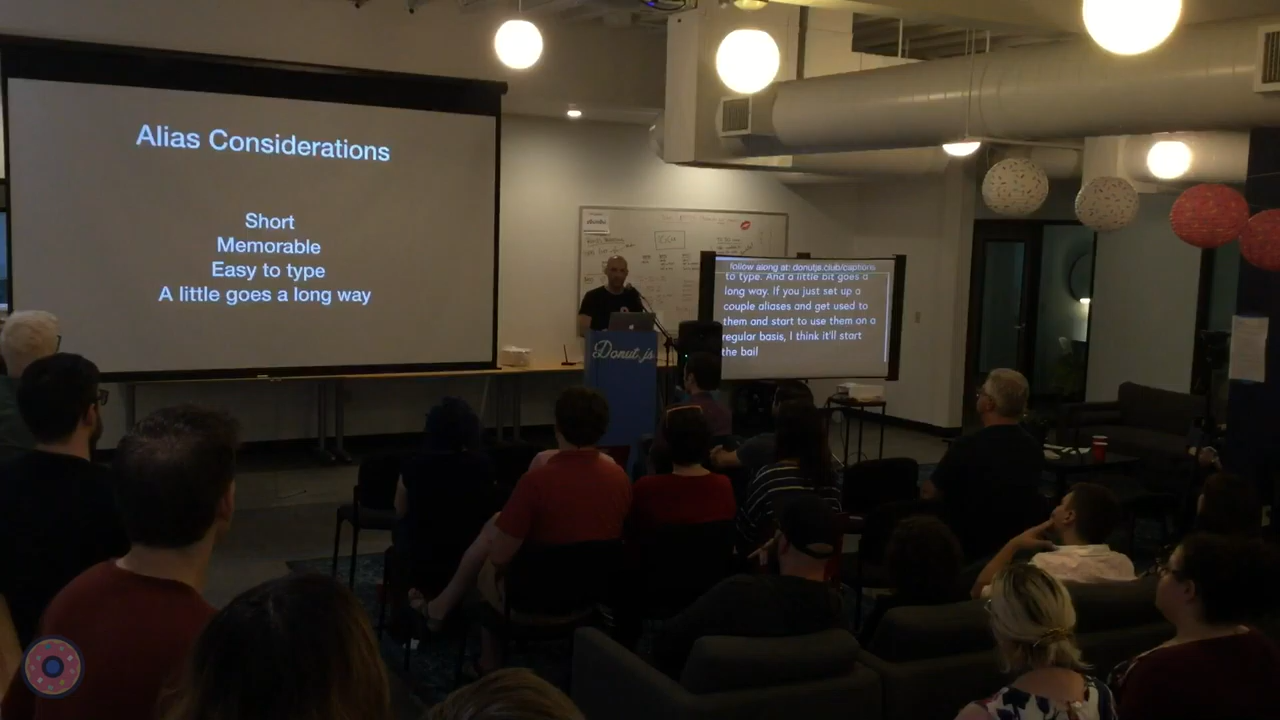 Alias Considerations
Short
Memorable
Easy to type
A little goes a long way
ubuntu
Donut.js
follow along at: donutjs.club/captions
to type. And a little bit goes a
long way. If you just set up a
couple aliases and get used to
them and start to use them on a
regular basis, I think it'll start
the bail